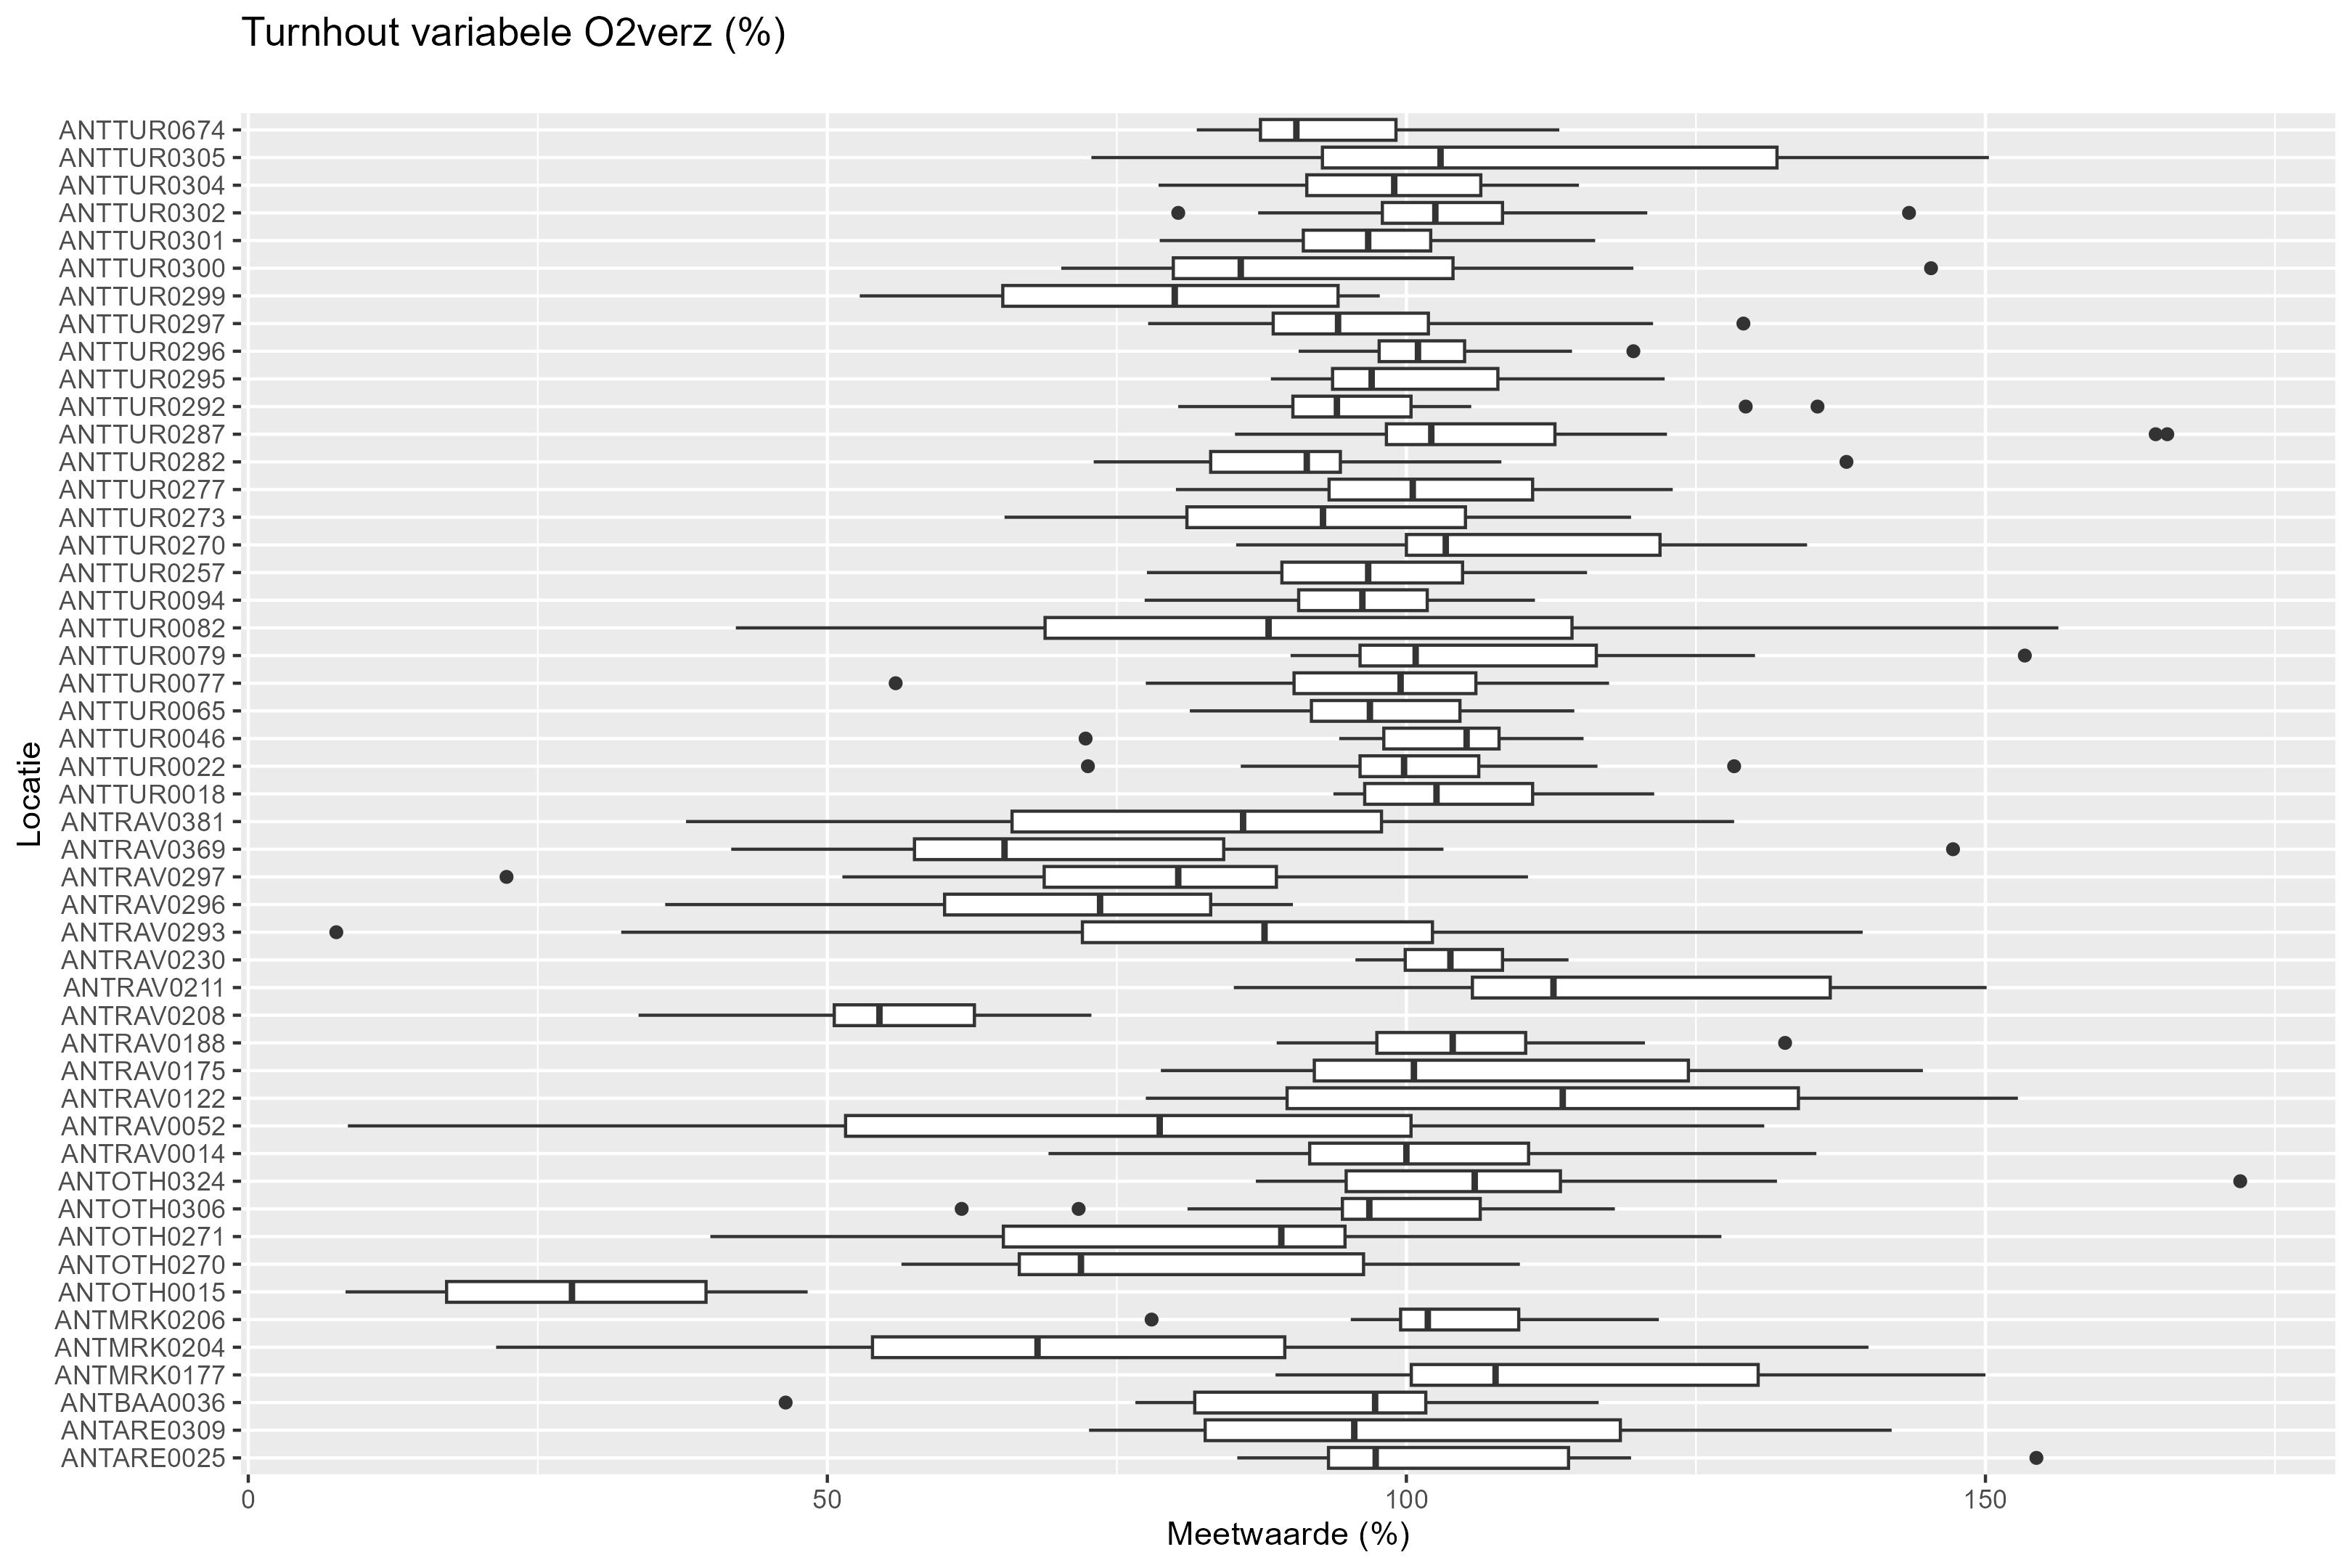 Turnhout variabele O2verz (%)
ANTTUR0674
ANTTUR0305
ANTTUR0304
ANTTUR0302
ANTTUR0301
ANTTUR0300
ANTTUR0299
ANTTUR0297
ANTTUR0296
ANTTUR0295
ANTTUR0292
ANTTUR0287
ANTTUR0282
ANTTUR0277
ANTTUR0273
ANTTUR0270
ANTTUR0257
ANTTUR0094
ANTTUR0082
ANTTUR0079
ANTTUR0077
ANTTUR0065
ANTTUR0046
ANTTUR0022
ANTTUR0018
ANTRAV0381
ANTRAV0369
ANTRAV0297
ANTRAV0296
ANTRAV0293
ANTRAV0230
ANTRAV0211
ANTRAV0208
ANTRAV0188
ANTRAV0175
ANTRAV0122
ANTRAV0052
ANTRAV0014
ANTOTH0324
ANTOTH0306
ANTOTH0271
ANTOTH0270
ANTOTH0015
ANTMRK0206
ANTMRK0204
ANTMRK0177
ANTBAA0036
ANTARE0309
ANTARE0025
Locatie
0 50 100 150
Meetwaarde (%)